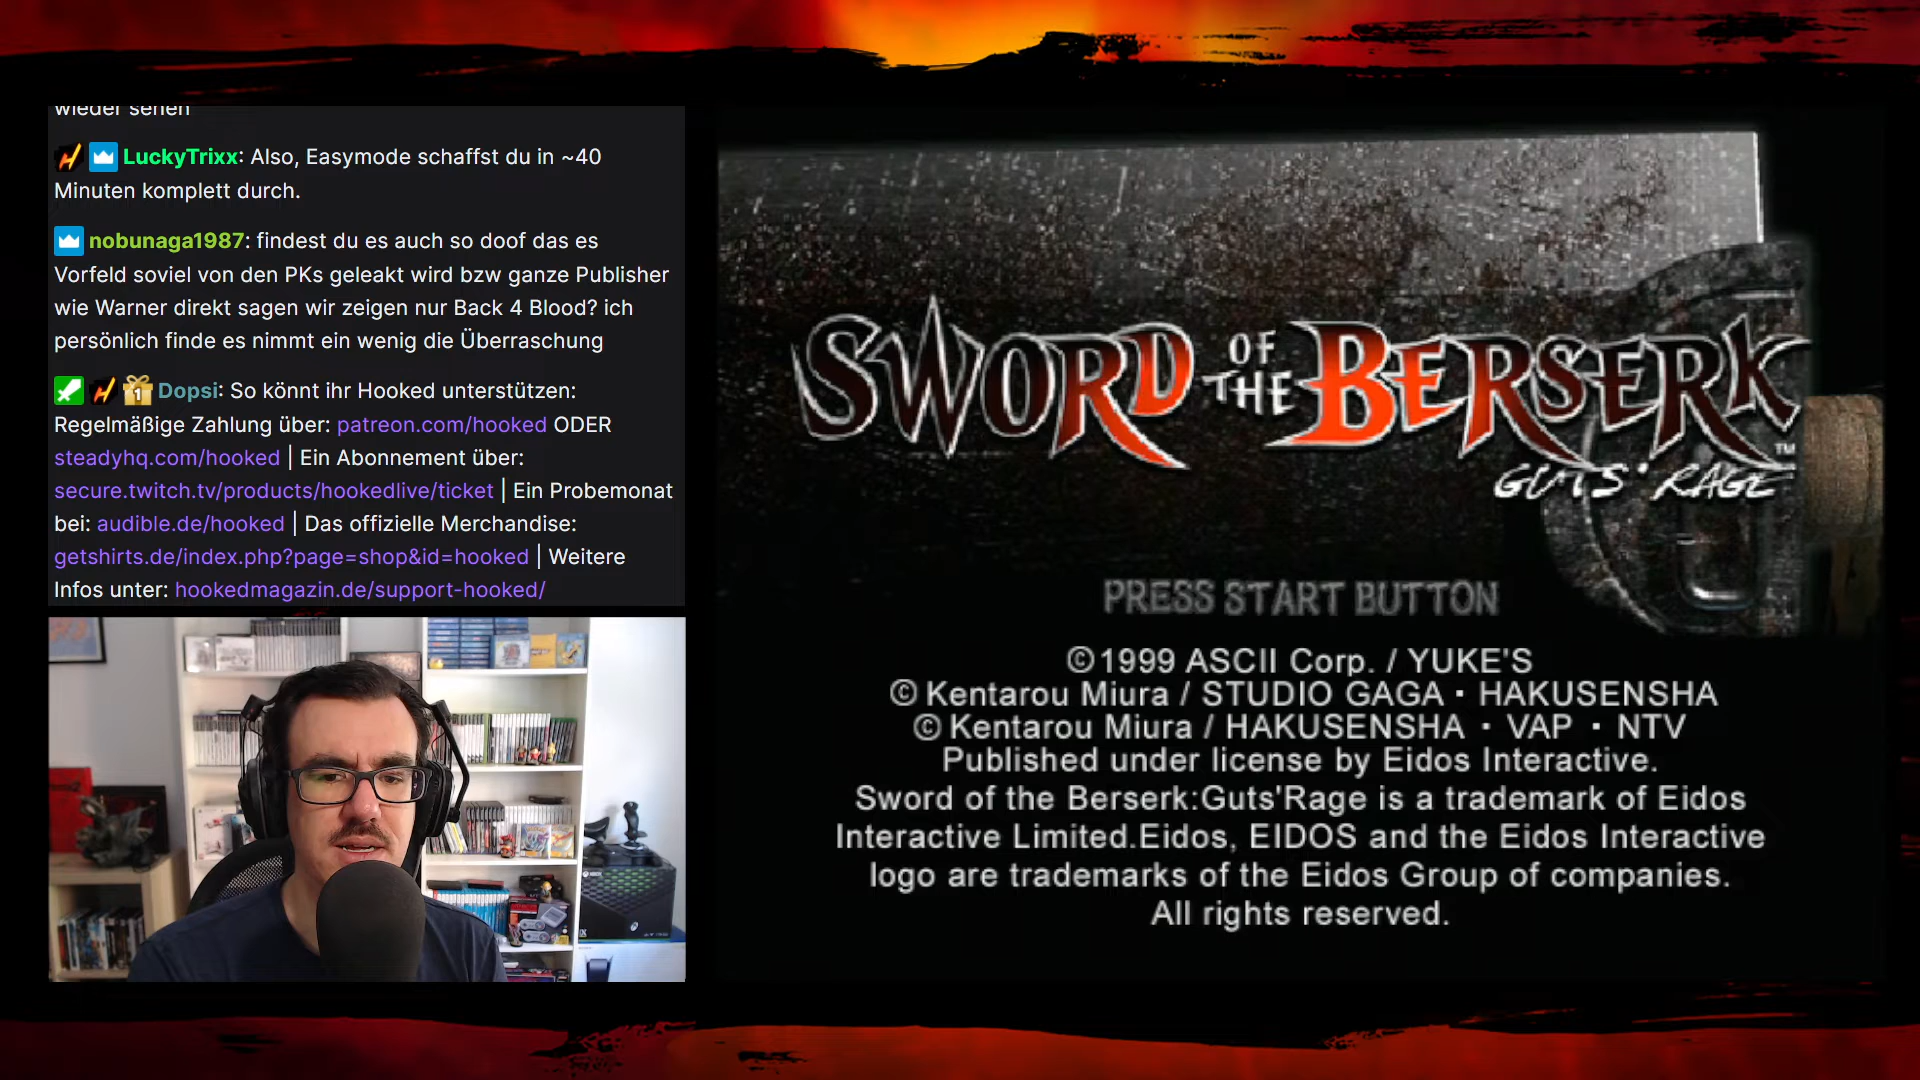 wieder sehen
LuckyTrixx: Also, Easymode schaffst du in ~40
Minuten komplett durch.
nobunaga1987: findest du es auch so doof das es
Vorfeld soviel von den PKs geleakt wird bzw ganze Publisher
wie Warner direkt sagen wir zeigen nur Back 4 Blood? ich
persönlich finde es nimmt ein wenig die Überraschung
1 Dopsi: So könnt ihr Hooked unterstützen:
Regelmäßige Zahlung über: patreon.com/hooked ODER
steadyhq.com/hooked | Ein Abonnement über:
secure.twitch.tv/products/hookedlive/ticket | Ein Probemonat
bei: audible.de/hooked | Das offizielle Merchandise:
getshirts.de/index.php?page=shop&id=hooked | Weitere
Infos unter: hookedmagazin.de/support-hooked/
SWORD OF THE BERSERK™
GUTS' RAGE
PRESS START BUTTON
©1999 ASCII Corp. / YUKE'S
© Kentarou Miura / STUDIO GAGA・HAKUSENSHA
© Kentarou Miura / HAKUSENSHA ・ VAP ・ NTV
Published under license by Eidos Interactive.
Sword of the Berserk:Guts'Rage is a trademark of Eidos
Interactive Limited.Eidos, EIDOS and the Eidos Interactive
logo are trademarks of the Eidos Group of companies.
All rights reserved.